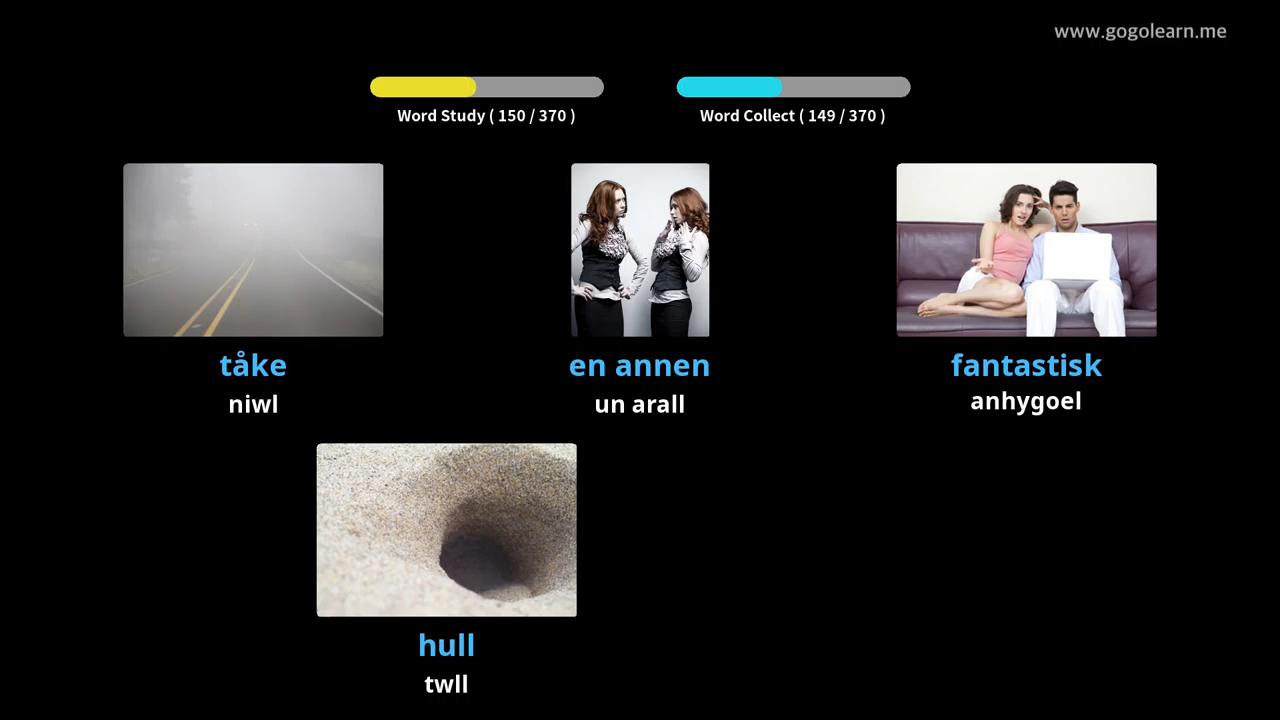 www.gogolearn.me
Word Study ( 150 / 370 )
Word Collect ( 149 / 370 )
tåke
niwl
en annen
un arall
fantastisk
anhygoel
hull
twll